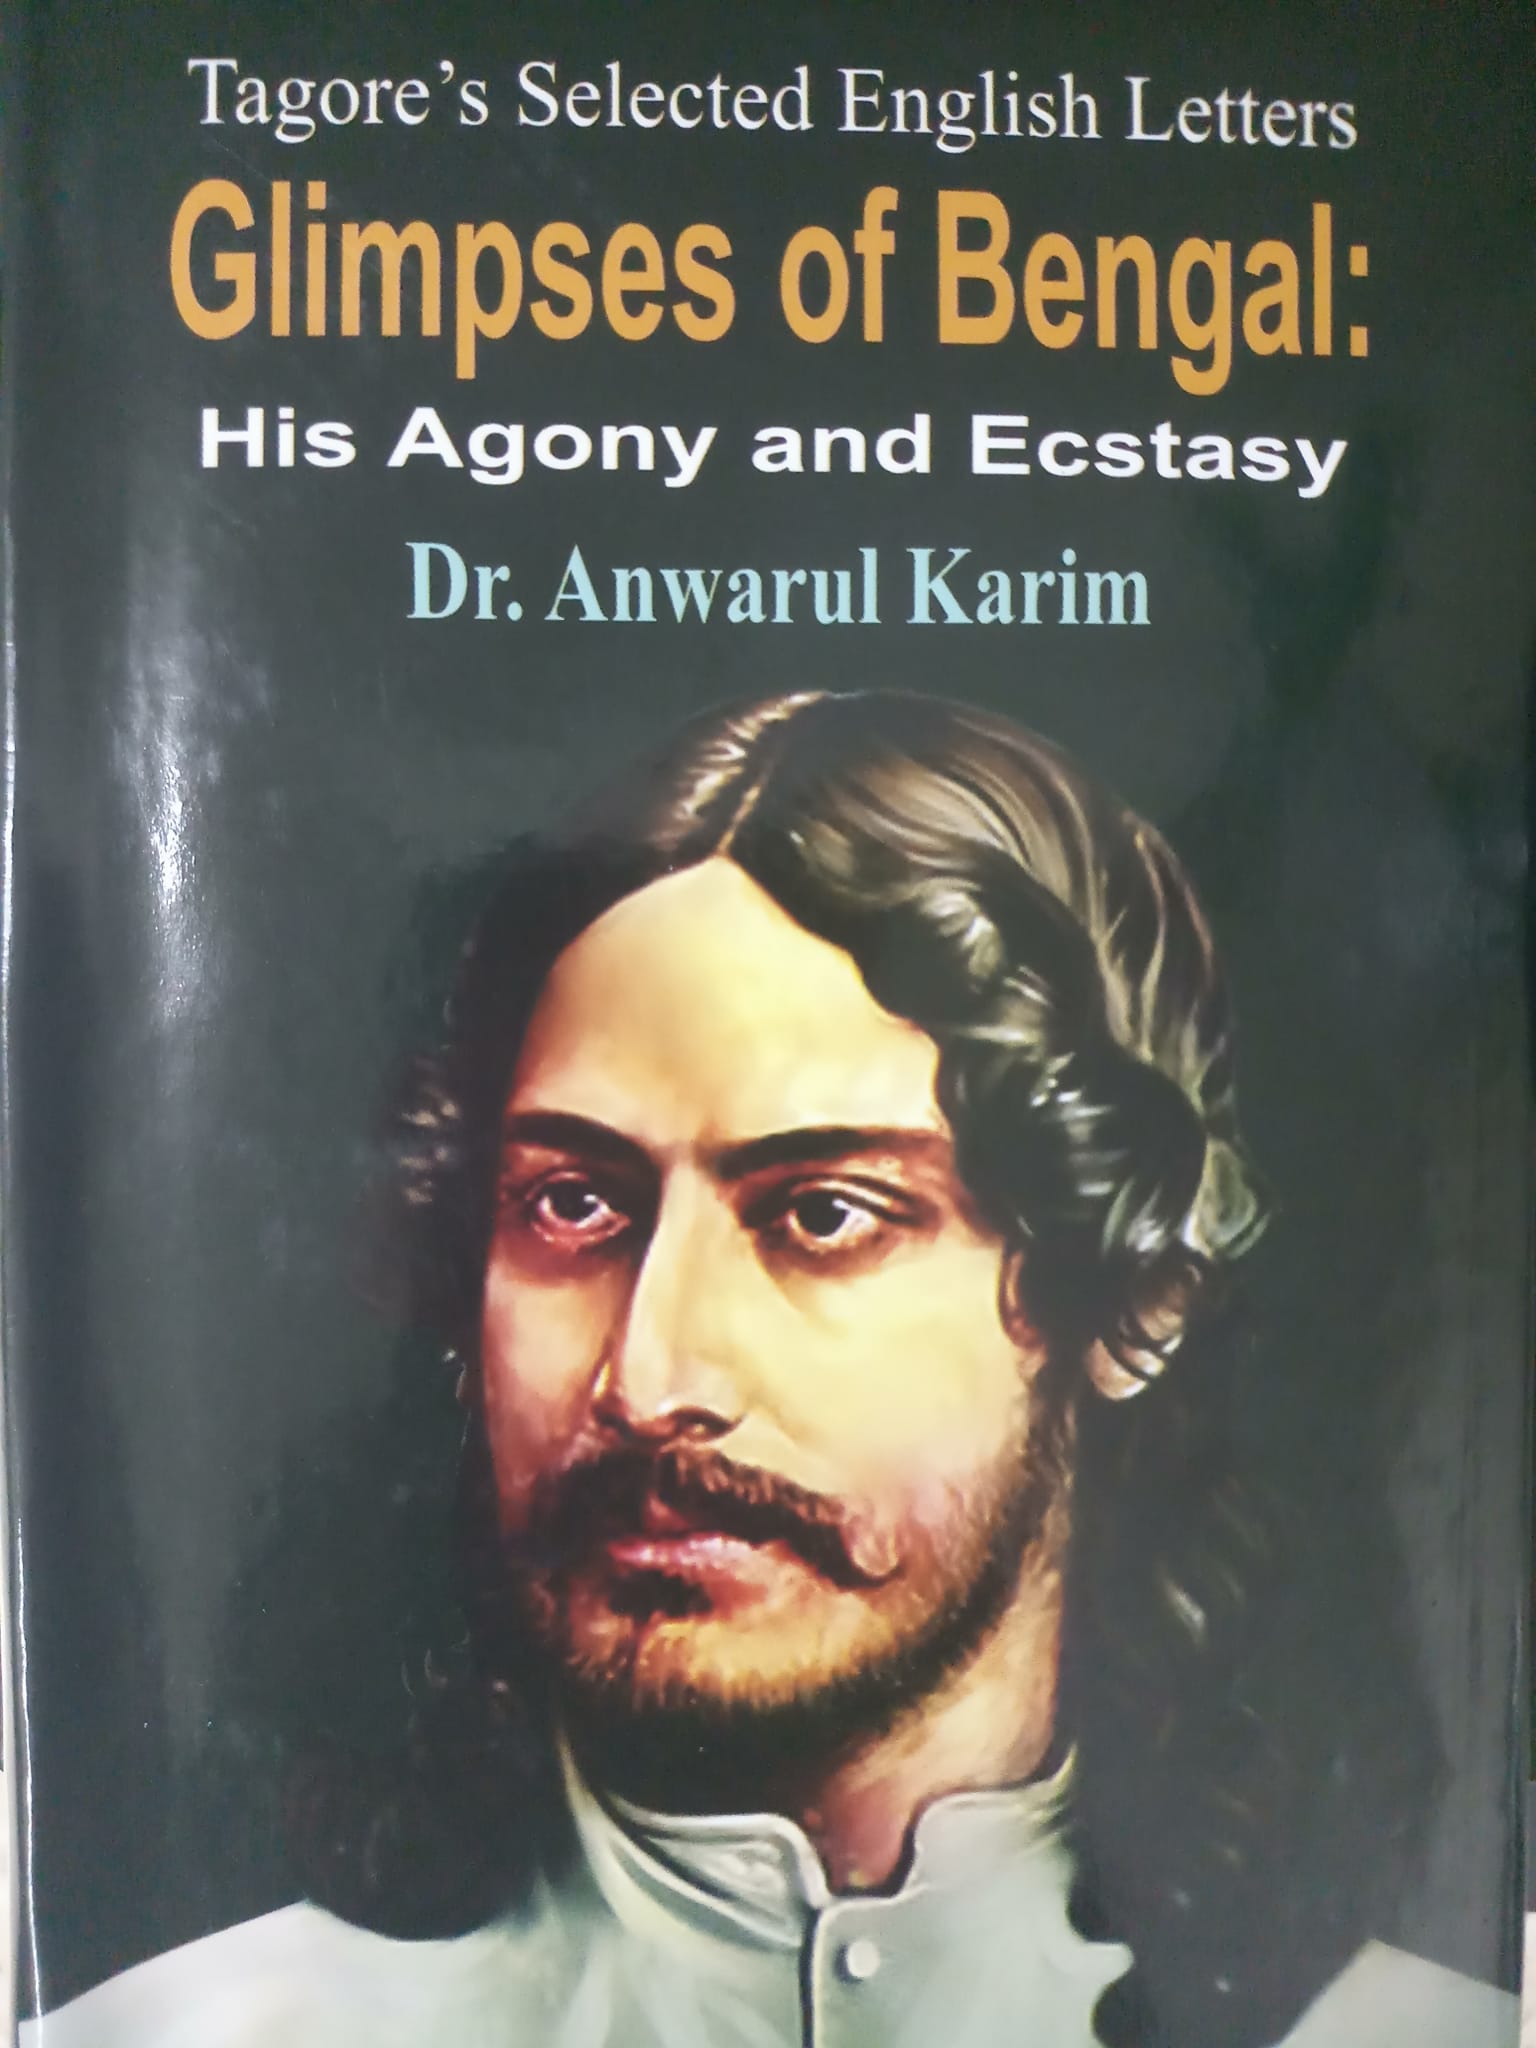 Tagore's Selected English Letters
Glimpses of Bengal:
His Agony and Ecstasy
Dr. Anwarul Karim